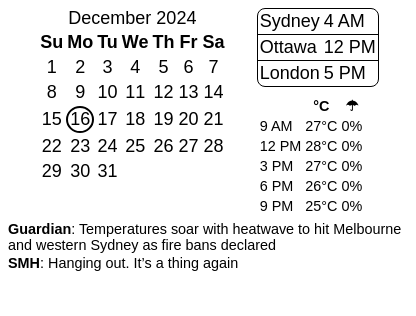 December 2024
Su Mo Tu We Th Fr Sa
1 2 3 4 5 6 7
8 9 10 11 12 13 14
15 16 17 18 19 20 21
22 23 24 25 26 27 28
29 30 31
Sydney 4 AM
Ottawa 12 PM
London 5 PM
°C ☂
9 AM 27°C 0%
12 PM 28°C 0%
3 PM 27°C 0%
6 PM 26°C 0%
9 PM 25°C 0%
Guardian: Temperatures soar with heatwave to hit Melbourne
and western Sydney as fire bans declared
SMH: Hanging out. It’s a thing again